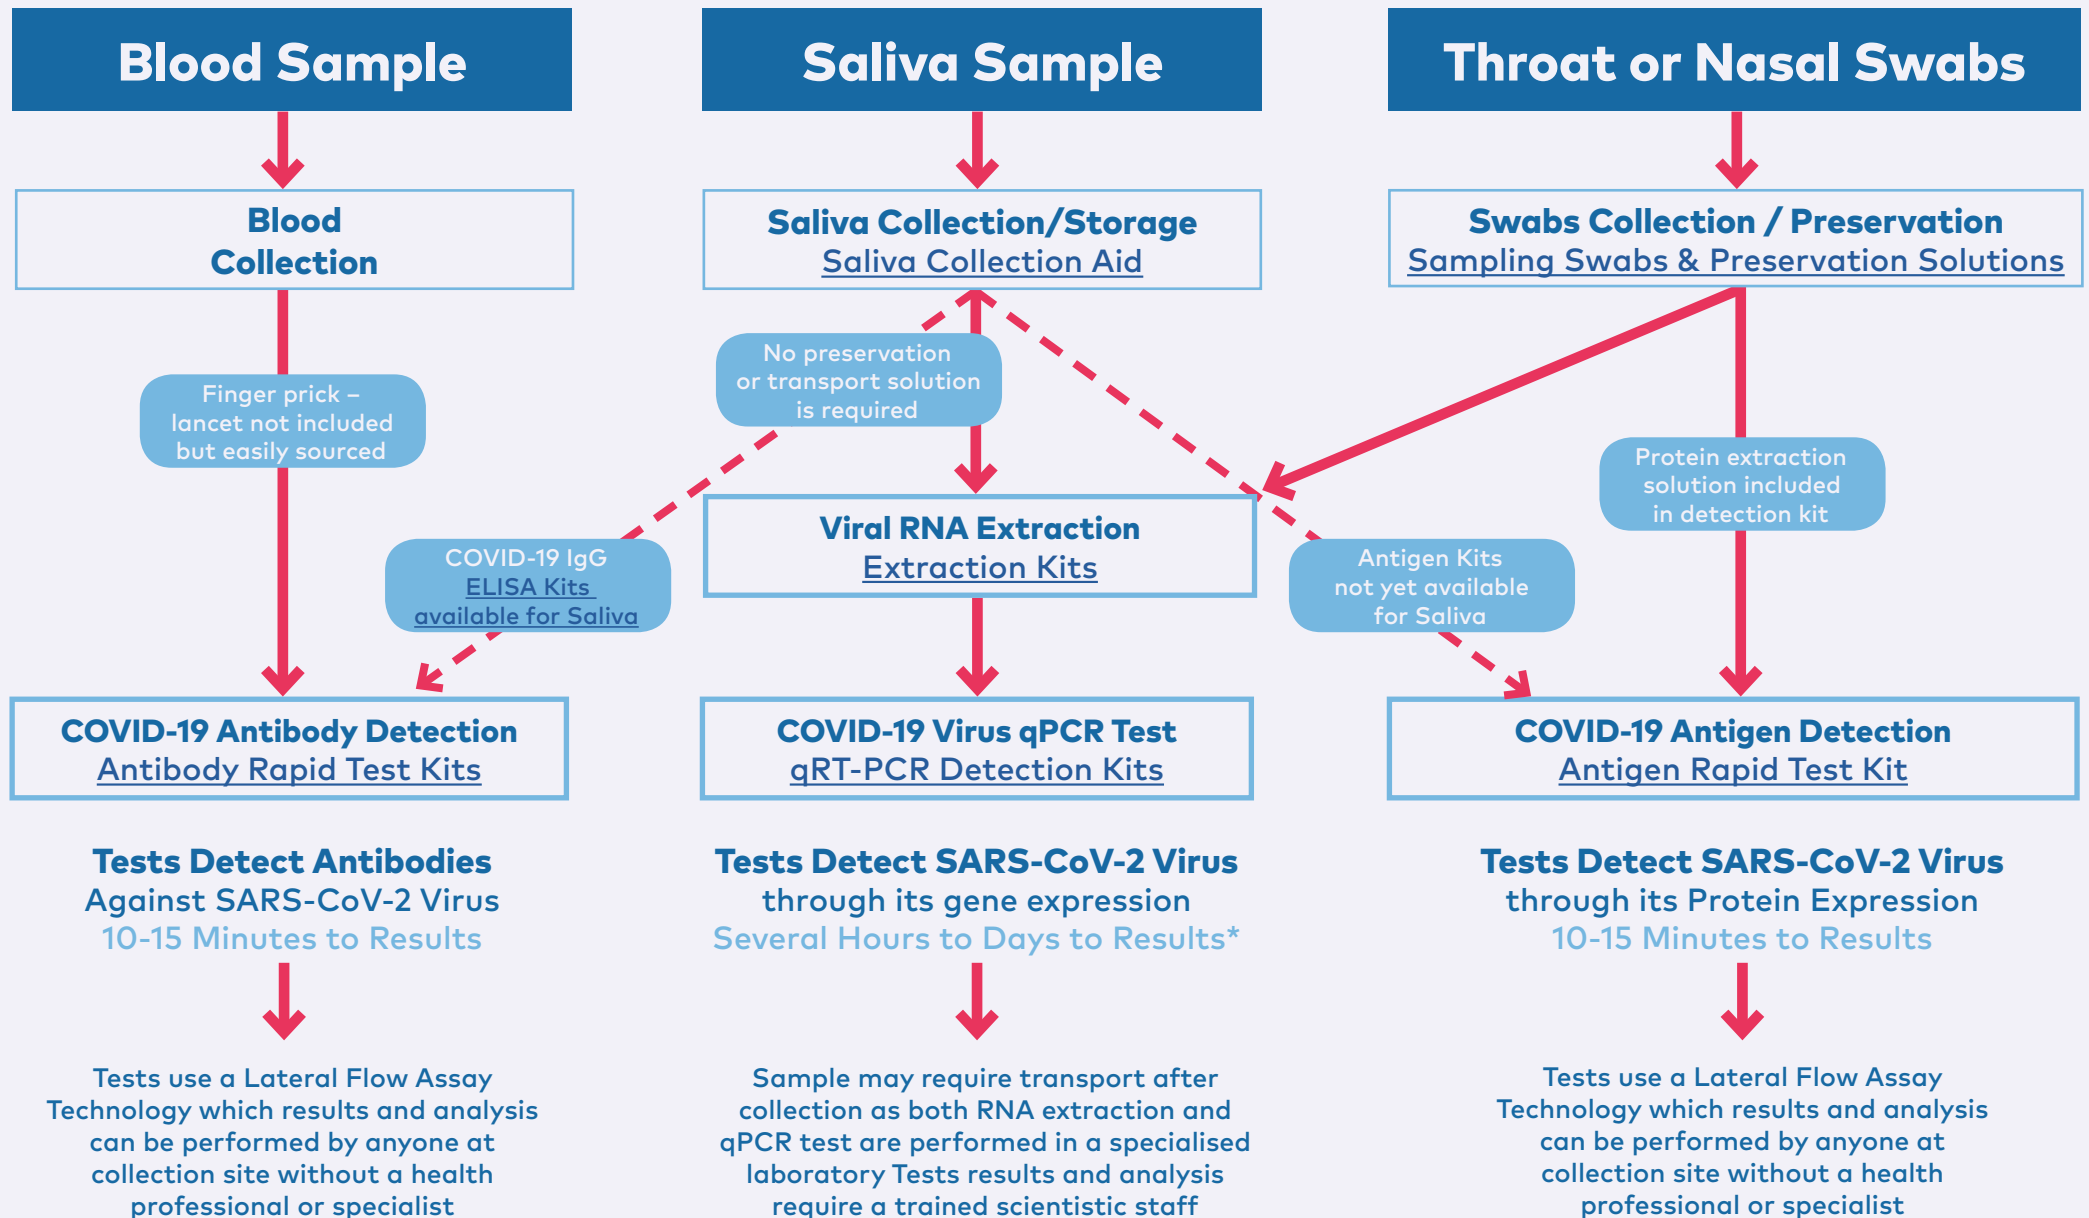 Blood Sample
Saliva Sample
Throat or Nasal Swabs
Blood
Collection
Saliva Collection/Storage
Saliva Collection Aid
Swabs Collection / Preservation
Sampling Swabs & Preservation Solutions
Finger prick –
lancet not included
but easily sourced
No preservation
or transport solution
is required
Protein extraction
solution included
in detection kit
COVID-19 IgG
ELISA Kits
available for Saliva
Viral RNA Extraction
Extraction Kits
Antigen Kits
not yet available
for Saliva
COVID-19 Antibody Detection
Antibody Rapid Test Kits
COVID-19 Virus qPCR Test
qRT-PCR Detection Kits
COVID-19 Antigen Detection
Antigen Rapid Test Kit
Tests Detect Antibodies
Against SARS-CoV-2 Virus
10-15 Minutes to Results
Tests Detect SARS-CoV-2 Virus
through its gene expression
Several Hours to Days to Results*
Tests Detect SARS-CoV-2 Virus
through its Protein Expression
10-15 Minutes to Results
Tests use a Lateral Flow Assay
Technology which results and analysis
can be performed by anyone at
collection site without a health
professional or specialist
Sample may require transport after
collection as both RNA extraction and
qPCR test are performed in a specialised
laboratory Tests results and analysis
require a trained scientistic staff
Tests use a Lateral Flow Assay
Technology which results and analysis
can be performed by anyone at
collection site without a health
professional or specialist